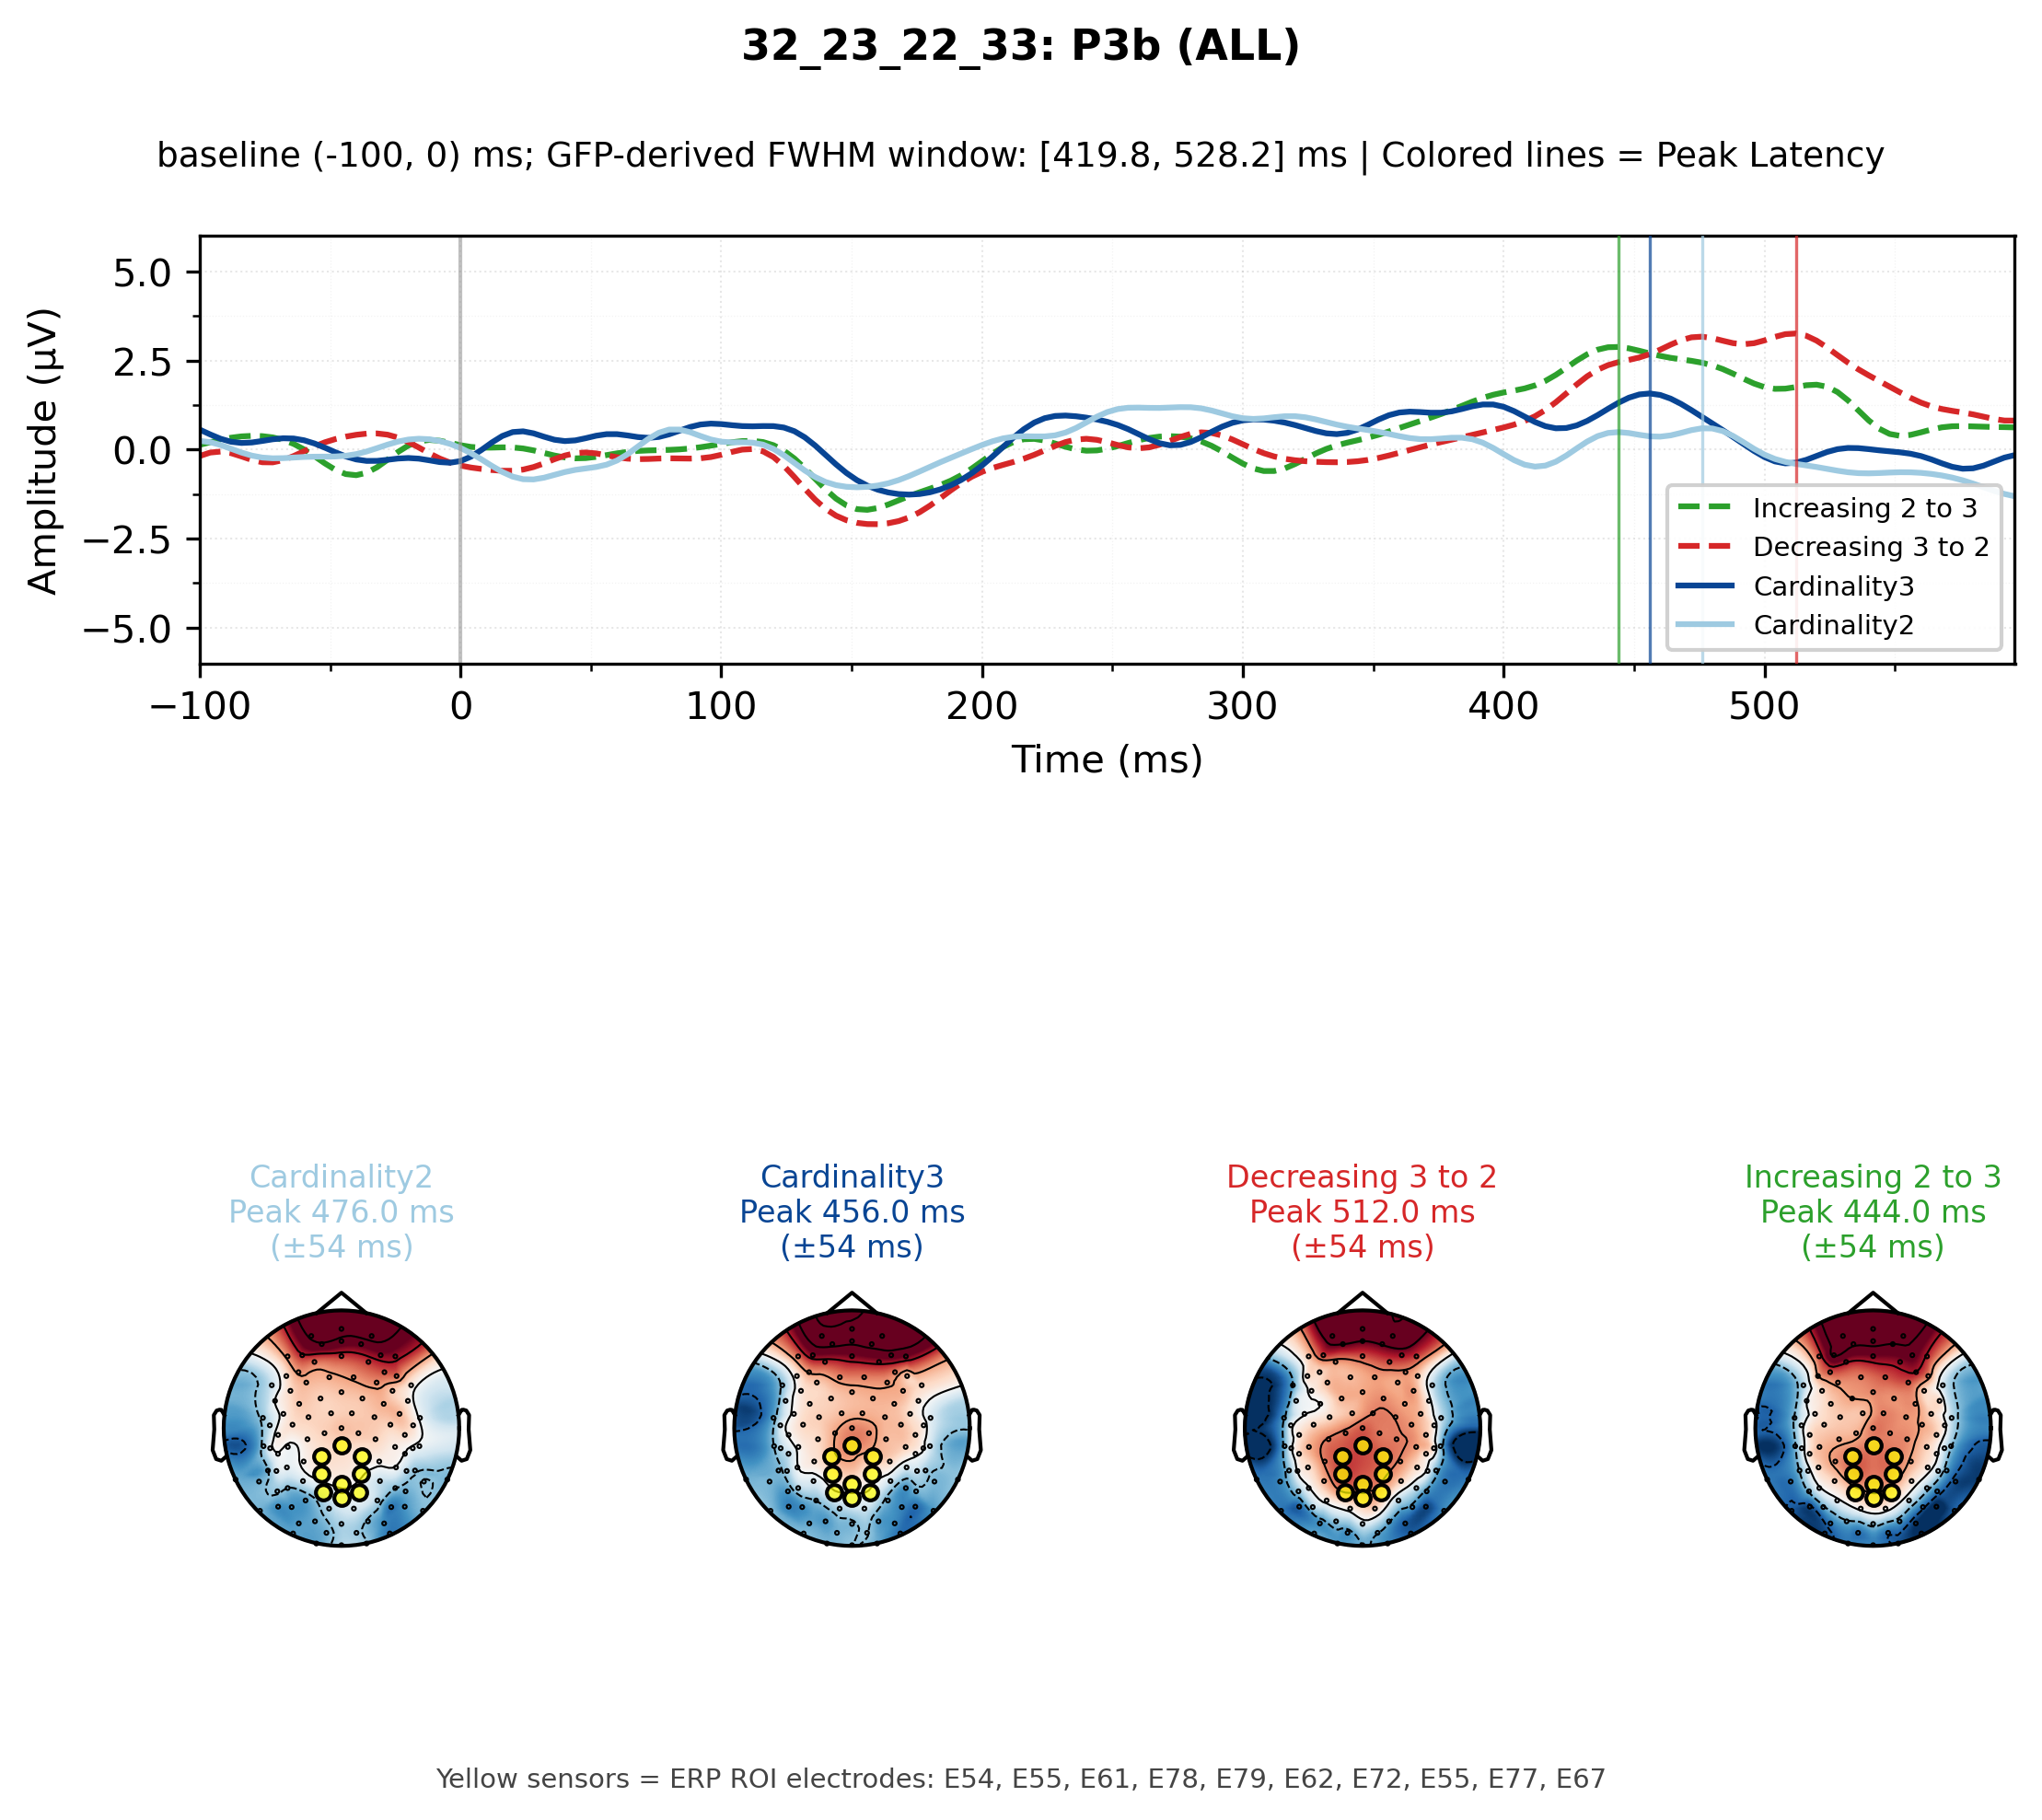 32_23_22_33: P3b (ALL)
baseline (-100, 0) ms; GFP-derived FWHM window: [419.8, 528.2] ms | Colored lines = Peak Latency
Amplitude (µV)
5.0
2.5
0.0
−2.5
−5.0
−100
0
100
200
300
400
500
Time (ms)
Increasing 2 to 3
Decreasing 3 to 2
Cardinality3
Cardinality2
Cardinality2
Peak 476.0 ms
(±54 ms)
Cardinality3
Peak 456.0 ms
(±54 ms)
Decreasing 3 to 2
Peak 512.0 ms
(±54 ms)
Increasing 2 to 3
Peak 444.0 ms
(±54 ms)
Yellow sensors = ERP ROI electrodes: E54, E55, E61, E78, E79, E62, E72, E55, E77, E67